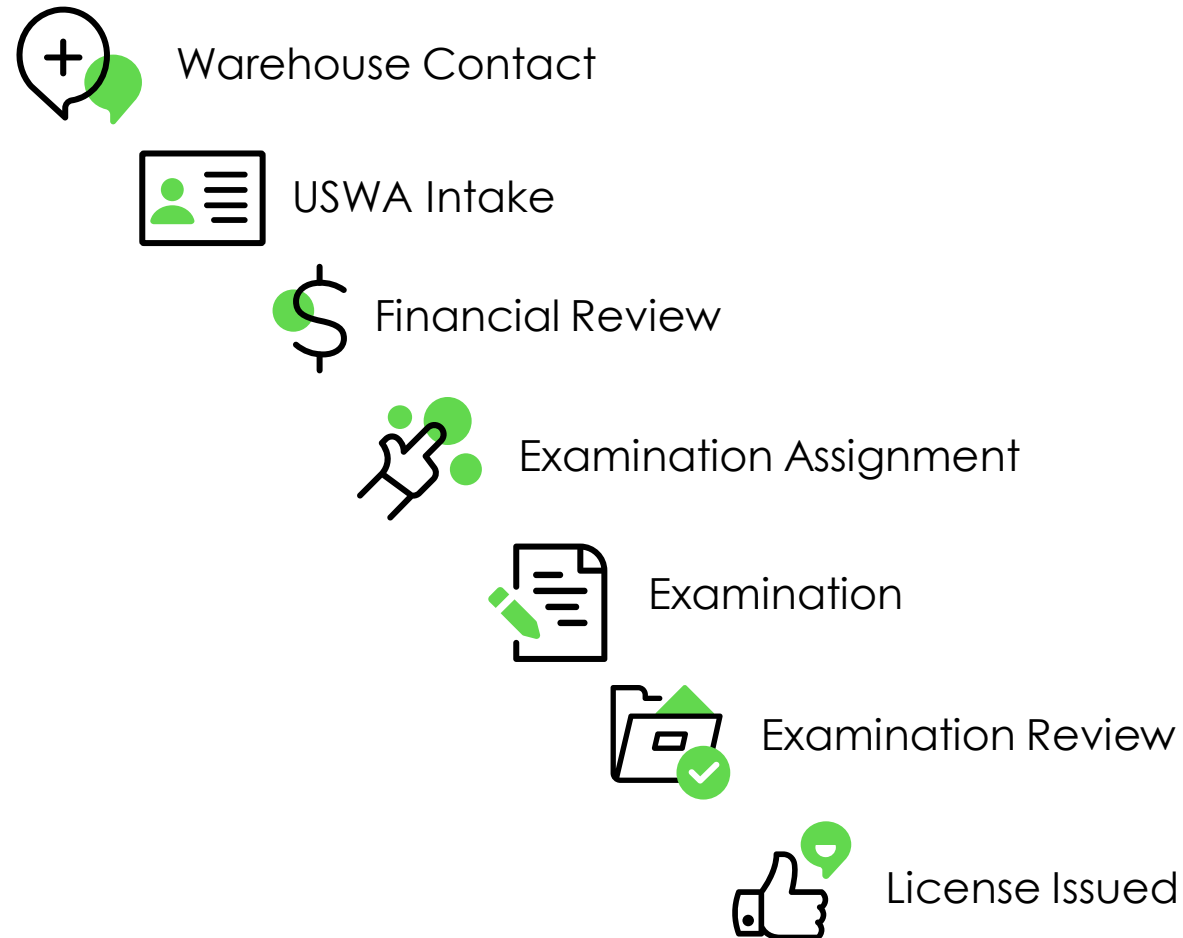 Warehouse Contact
USWA Intake
Financial Review
Examination Assignment
Examination
Examination Review
License Issued